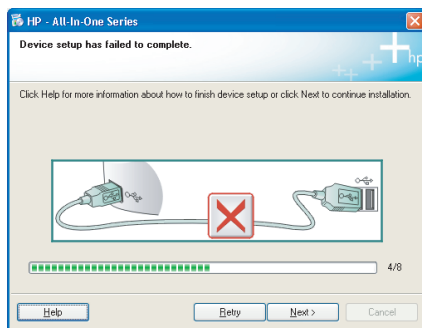 HP - All-In-One Series
Device setup has failed to complete.
hp
Click Help for more information about how to finish device setup or click Next to continue installation.
4/8
Help
Retry
Next >
Cancel